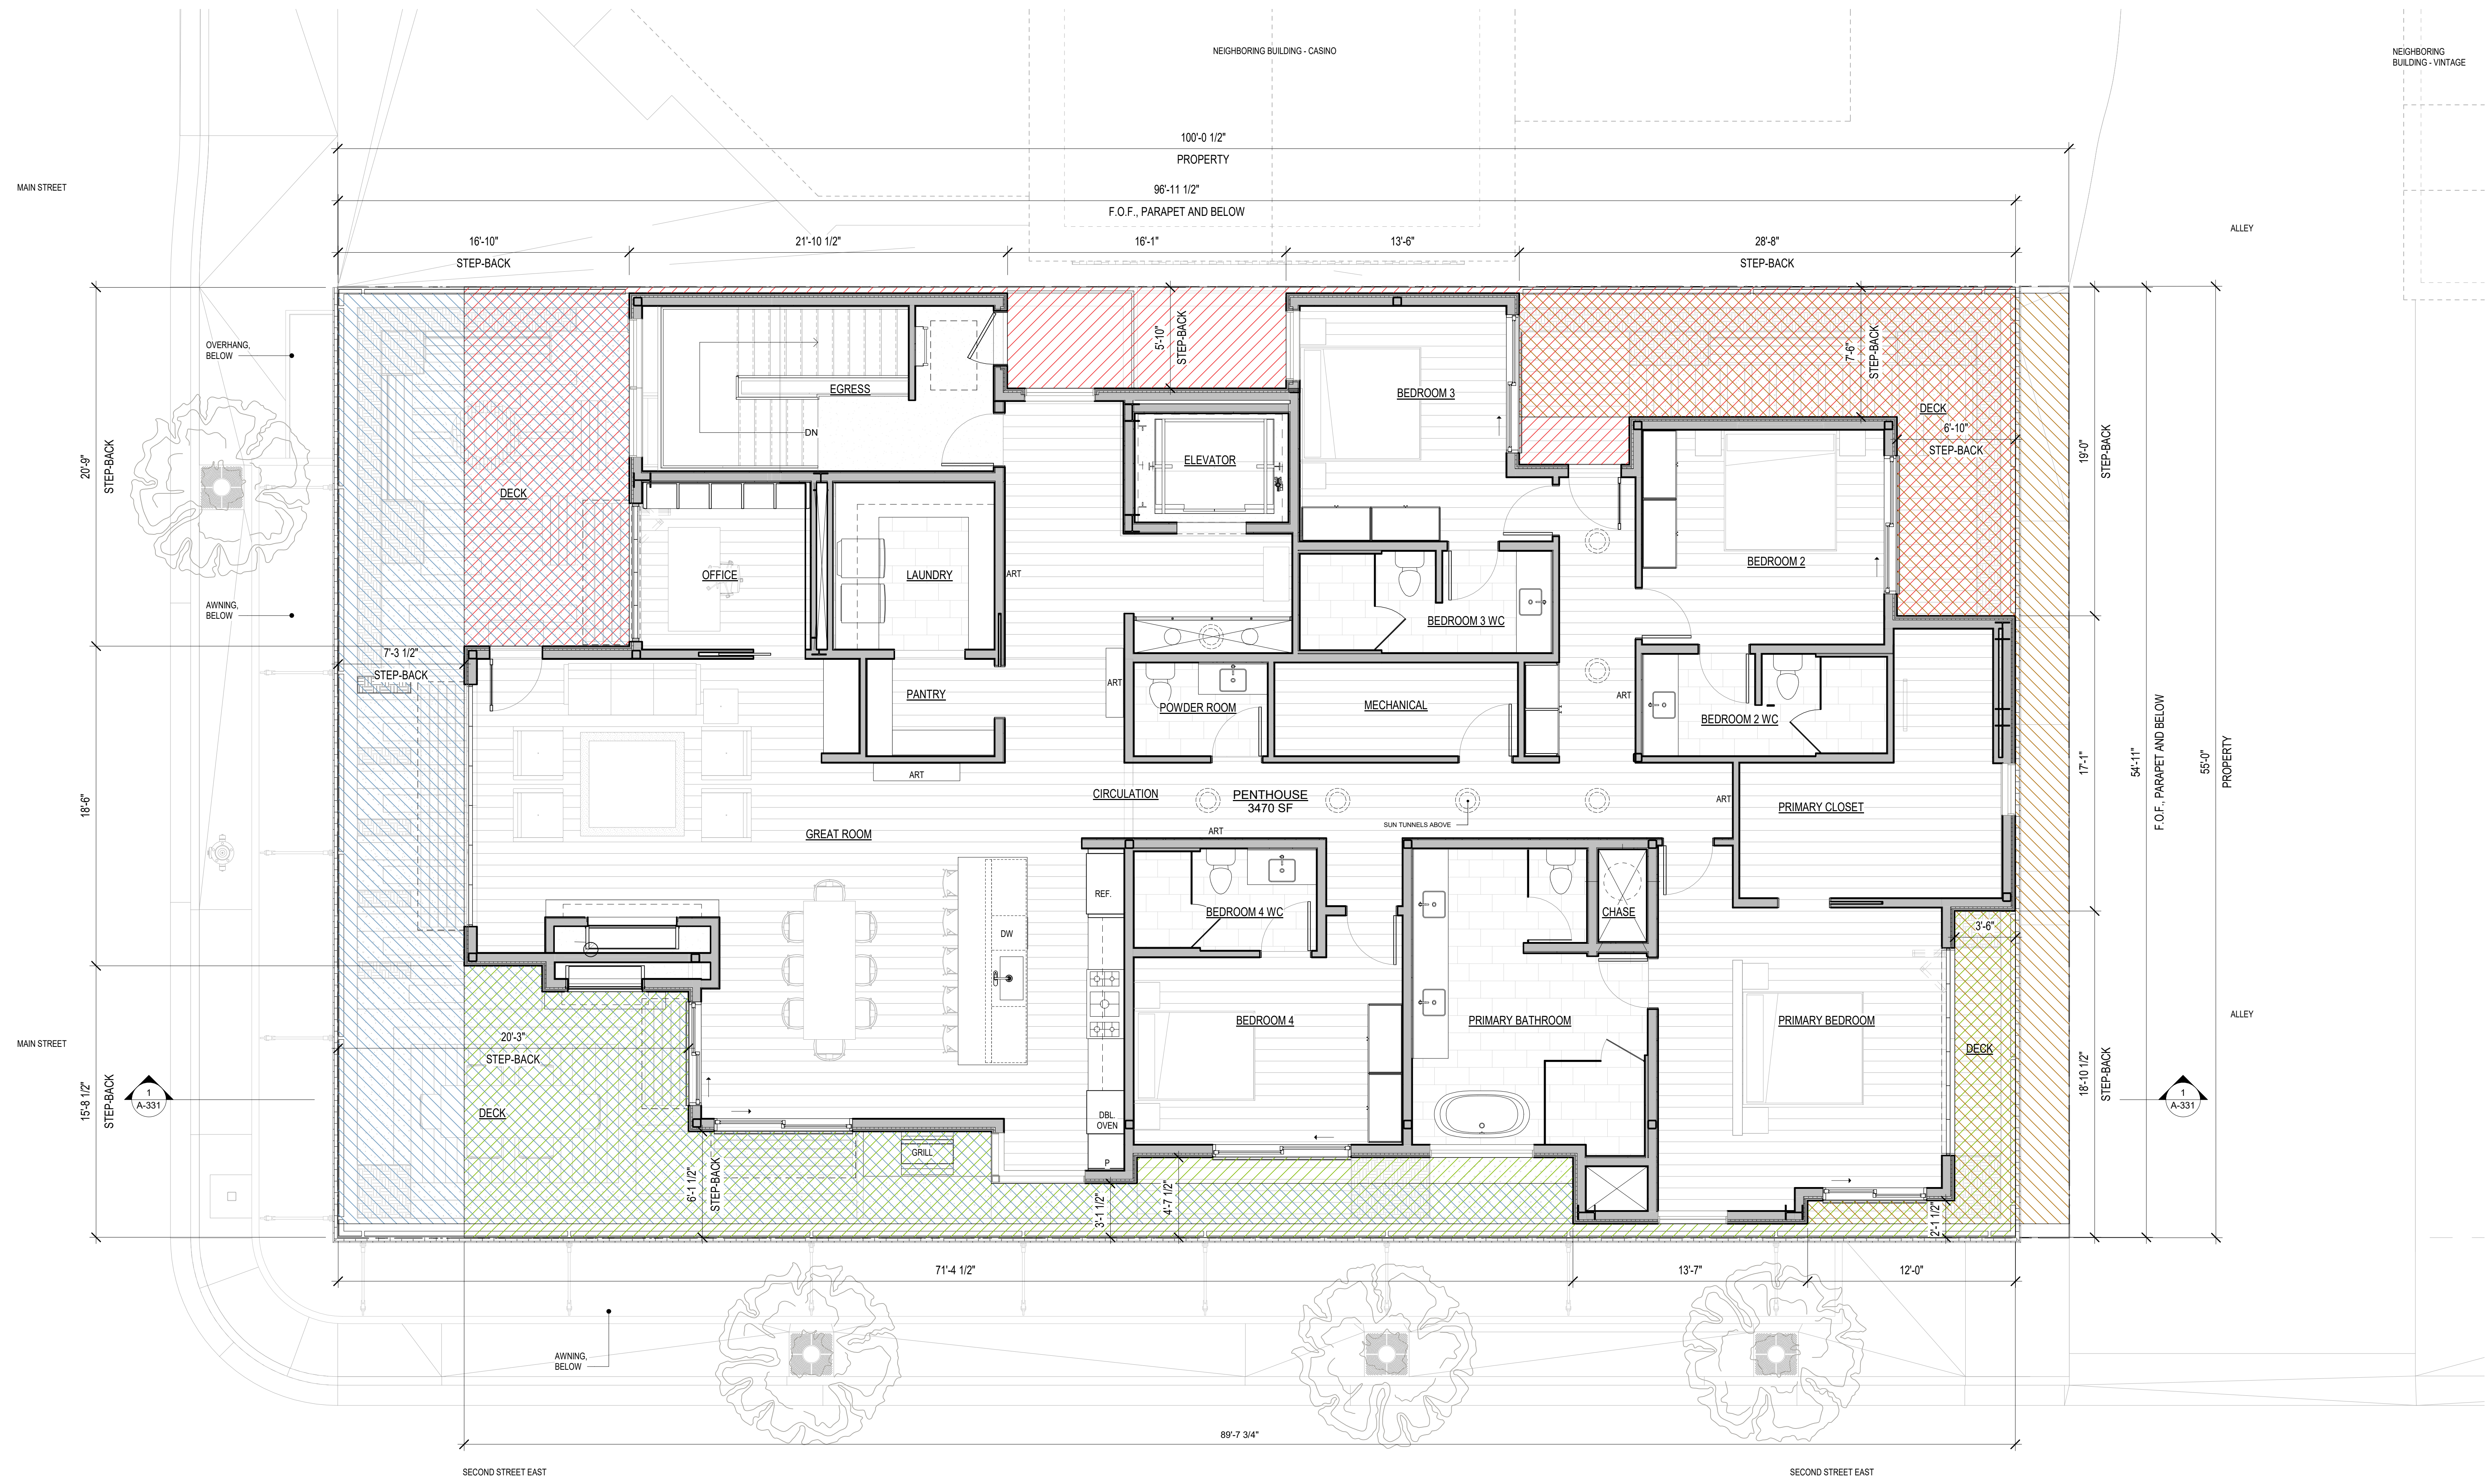 NEIGHBORING BUILDING - CASINO
NEIGHBORING
BUILDING - VINTAGE
100'-0 1/2"
PROPERTY
MAIN STREET
96'-11 1/2"
F.O.F., PARAPET AND BELOW
ALLEY
16'-10"
STEP-BACK
21'-10 1/2"
16'-1"
13'-6"
28'-8"
STEP-BACK
OVERHANG,
BELOW
5'-10"
STEP-BACK
7'-6"
STEP-BACK
EGRESS
BEDROOM 3
DECK
6'-10"
STEP-BACK
DN
20'-9"
STEP-BACK
ELEVATOR
19'-0"
STEP-BACK
DECK
BEDROOM 2
OFFICE
LAUNDRY
ART
AWNING,
BELOW
BEDROOM 3 WC
7'-3 1/2"
STEP-BACK
PANTRY
ART
POWDER ROOM
MECHANICAL
ART
BEDROOM 2 WC
17'-1"
54'-11"
F.O.F., PARAPET AND BELOW
55'-0"
PROPERTY
ART
18'-6"
CIRCULATION
PENTHOUSE
3470 SF
ART
PRIMARY CLOSET
SUN TUNNELS ABOVE
GREAT ROOM
ART
REF.
BEDROOM 4 WC
CHASE
DW
3'-6"
ALLEY
BEDROOM 4
PRIMARY BATHROOM
PRIMARY BEDROOM
20'-3"
STEP-BACK
MAIN STREET
DECK
15'-8 1/2"
STEP-BACK
18'-10 1/2"
STEP-BACK
1
A-331
1
A-331
DECK
DBL.
OVEN
GRILL
P
6'-1 1/2"
STEP-BACK
3'-1 1/2"
4'-7 1/2"
2'-1 1/2"
71'-4 1/2"
13'-7"
12'-0"
AWNING,
BELOW
89'-7 3/4"
SECOND STREET EAST
SECOND STREET EAST